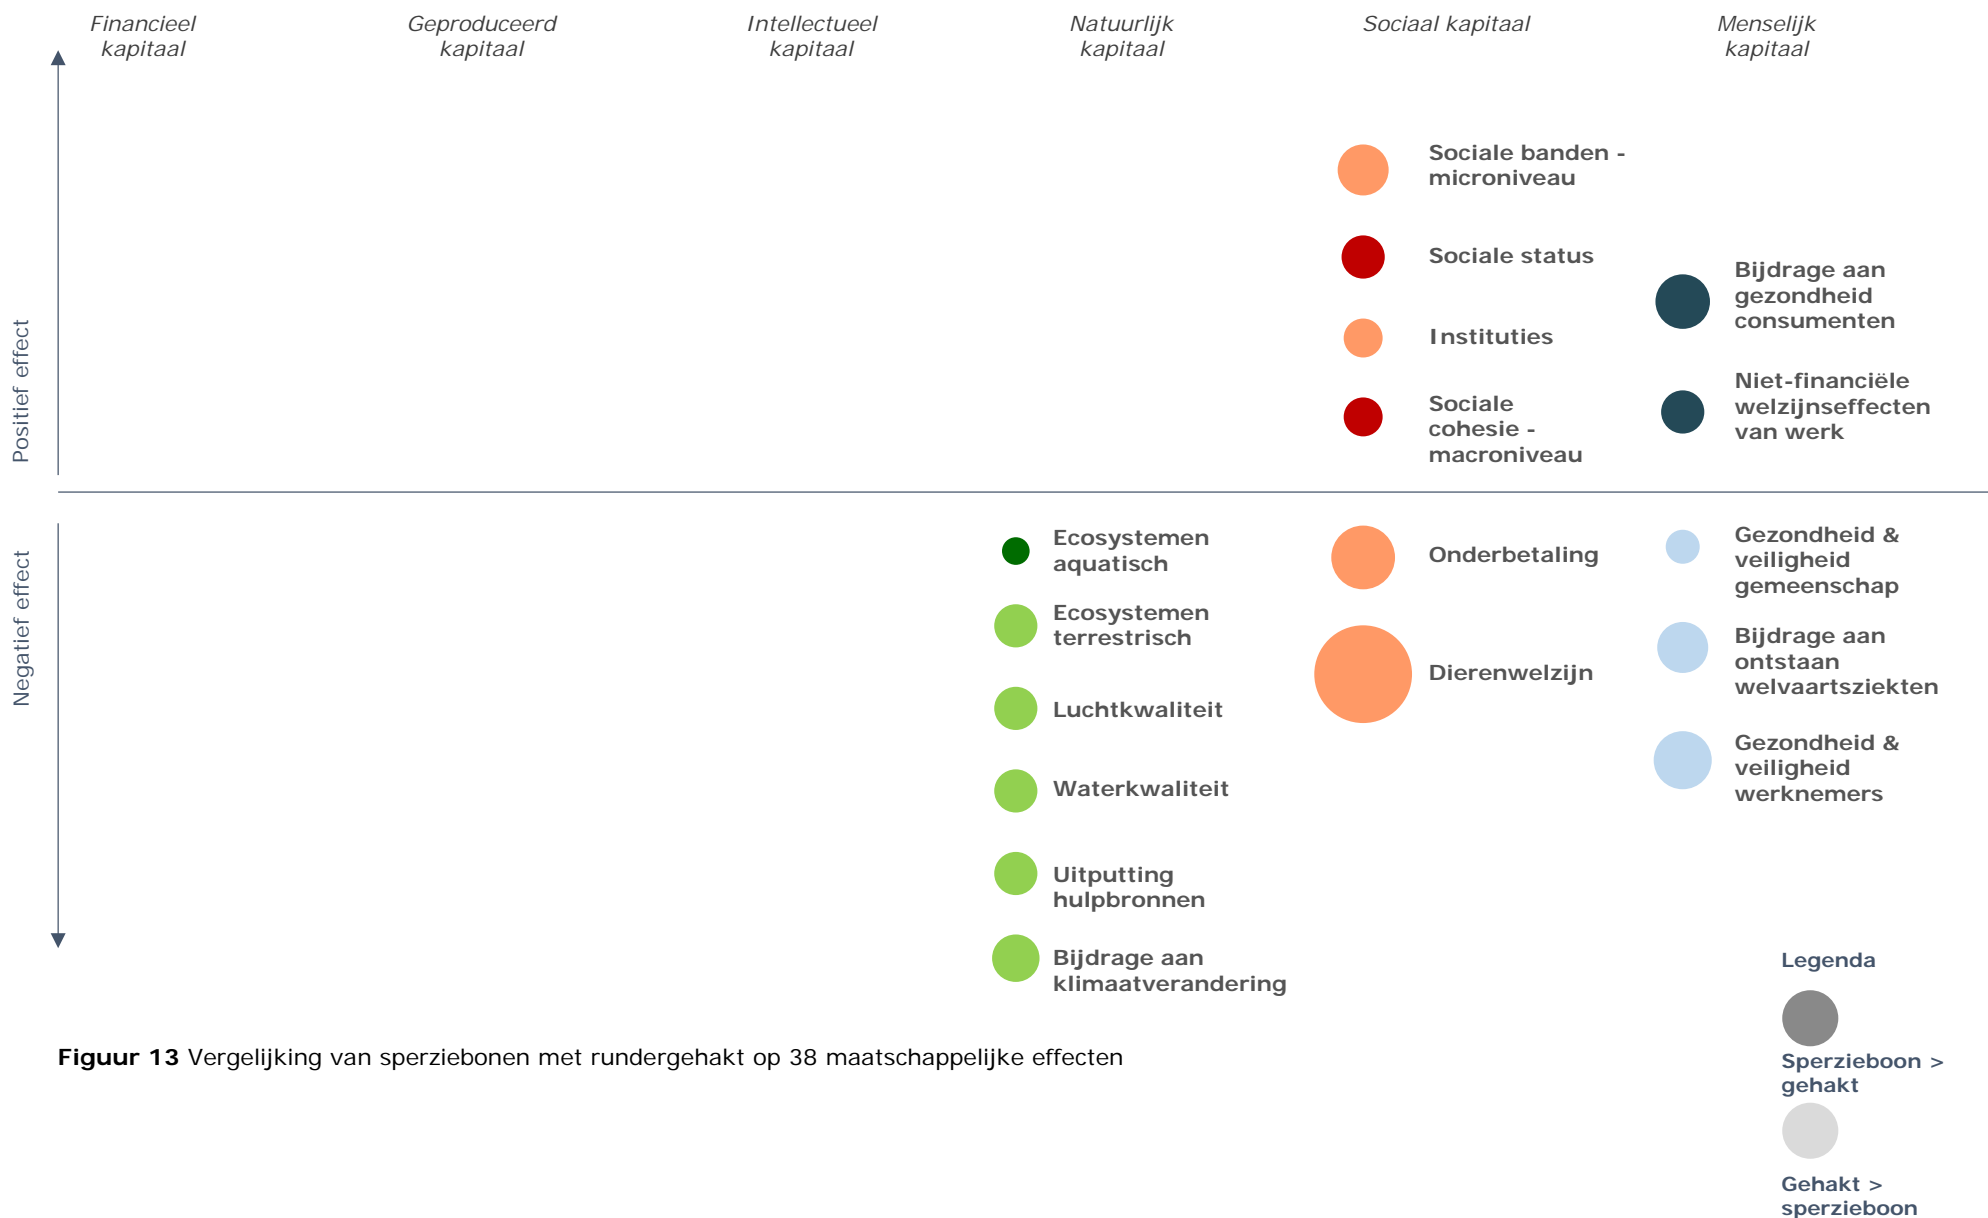 Financieel
kapitaal
Geproduceerd
kapitaal
Intellectueel
kapitaal
Natuurlijk
kapitaal
Sociaal kapitaal
Menselijk
kapitaal
Positief effect
Sociale banden -
microniveau
Sociale status
Instituties
Sociale
cohesie -
macroniveau
Bijdrage aan
gezondheid
consumenten
Niet-financiële
welzijnseffecten
van werk
Negatief effect
Ecosystemen
aquatisch
Ecosystemen
terrestrisch
Luchtkwaliteit
Waterkwaliteit
Uitputting
hulpbronnen
Bijdrage aan
klimaatverandering
Onderbetaling
Dierenwelzijn
Gezondheid &
veiligheid
gemeenschap
Bijdrage aan
ontstaan
welvaartsziekten
Gezondheid &
veiligheid
werknemers
Legenda
Sperzieboon >
gehakt
Gehakt >
sperzieboon
Figuur 13 Vergelijking van sperziebonen met rundergehakt op 38 maatschappelijke effecten